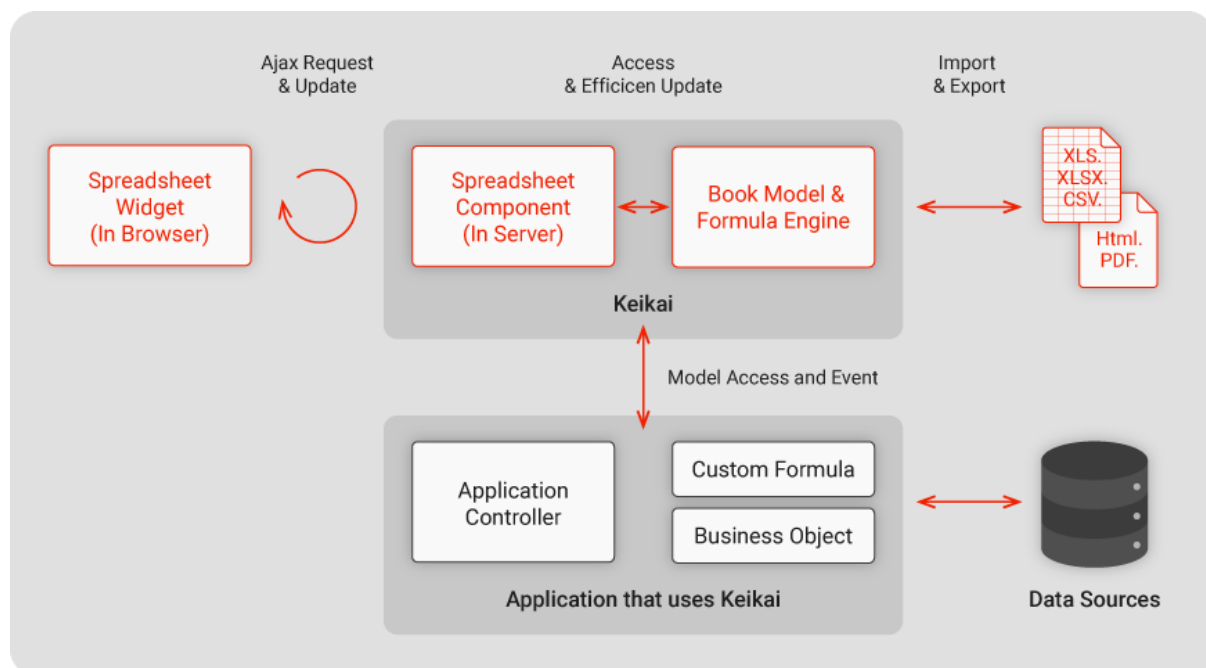 Ajax Request
& Update
Access
& Efficicen Update
Import
& Export
Spreadsheet
Widget
(In Browser)
Spreadsheet
Component
(In Server)
Book Model &
Formula Engine
XLS.
XLSX.
CSV.
Html.
PDF.
Keikai
Model Access and Event
Application
Controller
Custom Formula
Business Object
Application that uses Keikai
Data Sources